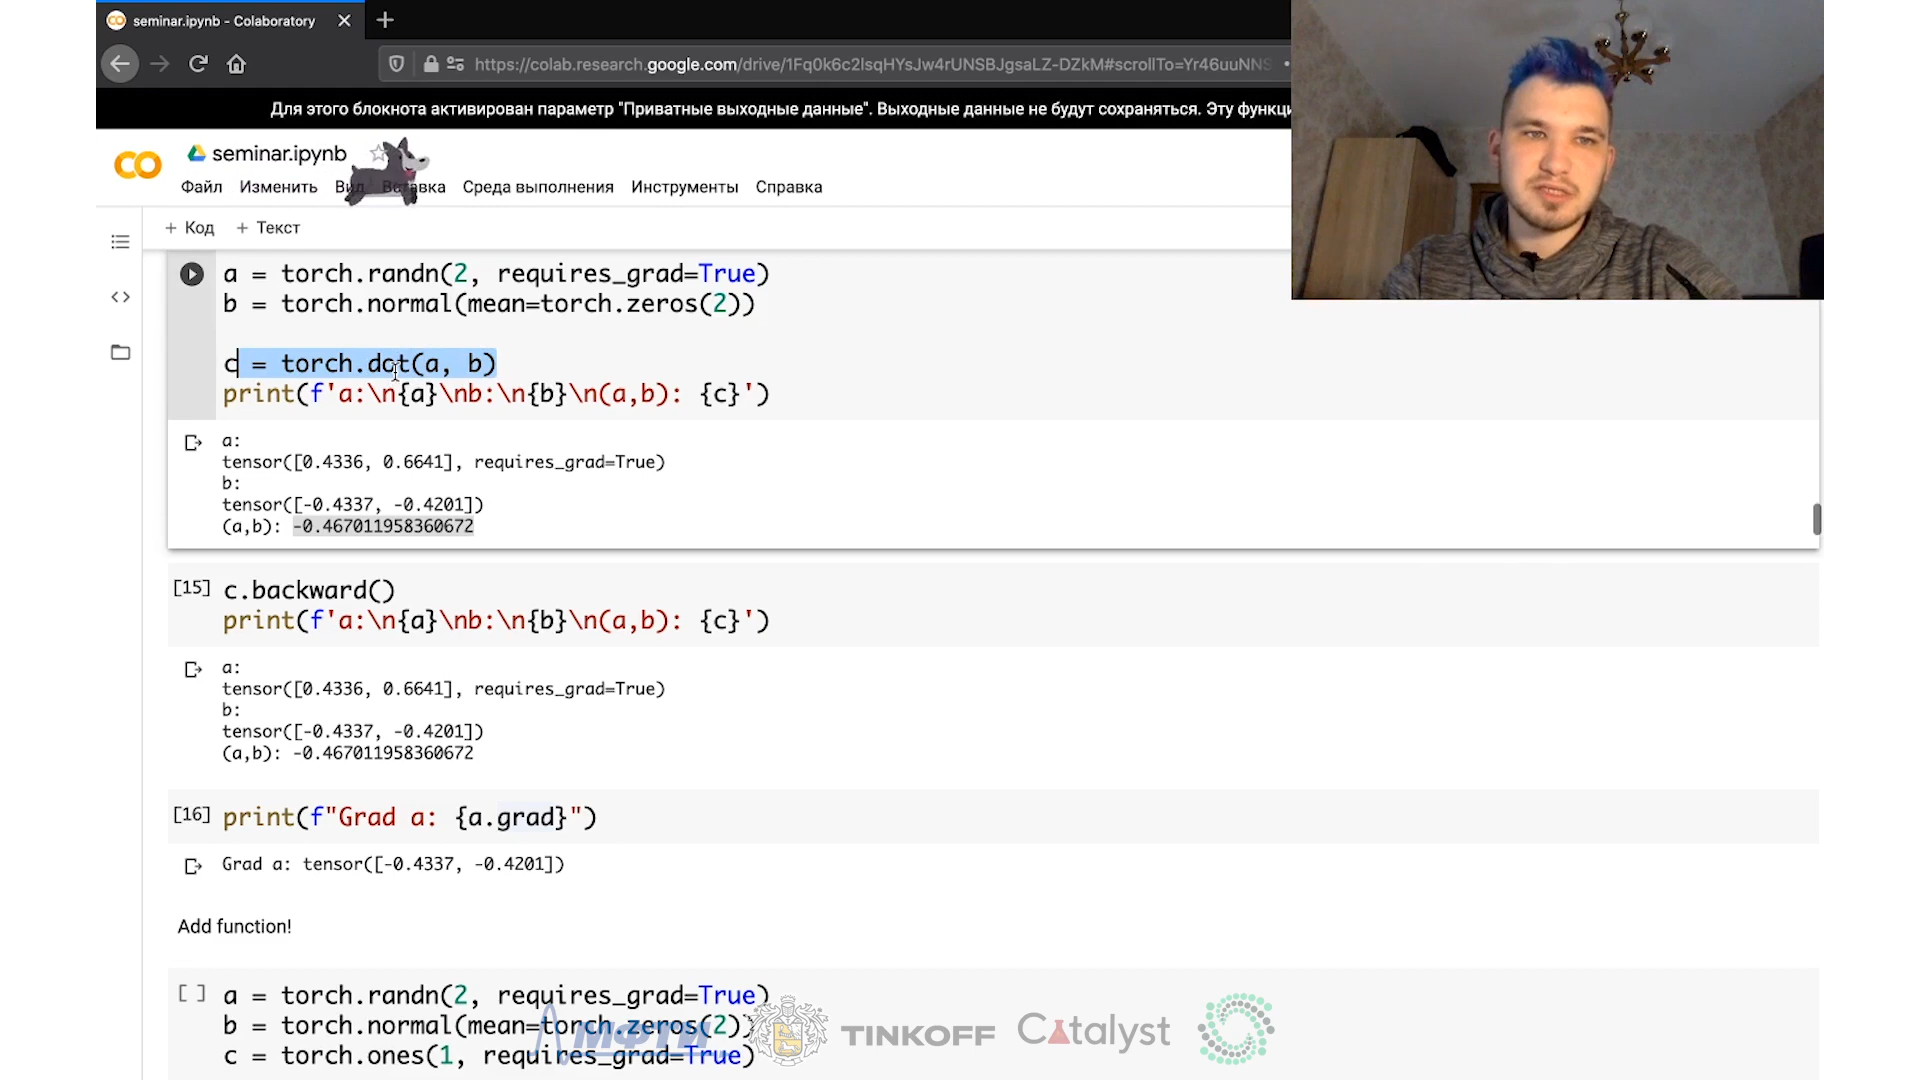 seminar.ipynb - Colaboratory
https://colab.research.google.com/drive/1Fq0k6c2lsqHYsJw4rUNSBJgsaLZ-DZkM#scrollTo=Yr46uuNNS
Для этого блокнота активирован параметр "Приватные выходные данные". Выходные данные не будут сохраняться. Эту функци
CO seminar.ipynb
Файл Изменить Вид Вставка Среда выполнения Инструменты Справка
+ Код + Текст
a = torch.randn(2, requires_grad=True)
b = torch.normal(mean=torch.zeros(2))
c = torch.dot(a, b)
print(f'a:\n{a}\nb:\n{b}\n(a,b): {c}')
a:
tensor([0.4336, 0.6641], requires_grad=True)
b:
tensor([-0.4337, -0.4201])
(a,b): -0.467011958360672
[15] c.backward()
print(f'a:\n{a}\nb:\n{b}\n(a,b): {c}')
a:
tensor([0.4336, 0.6641], requires_grad=True)
b:
tensor([-0.4337, -0.4201])
(a,b): -0.467011958360672
[16] print(f"Grad a: {a.grad}")
Grad a: tensor([-0.4337, -0.4201])
Add function!
[ ] a = torch.randn(2, requires_grad=True)
b = torch.normal(mean=torch.zeros(2))
c = torch.ones(1, requires_grad=True)
МФТИ TINKOFF Catalyst